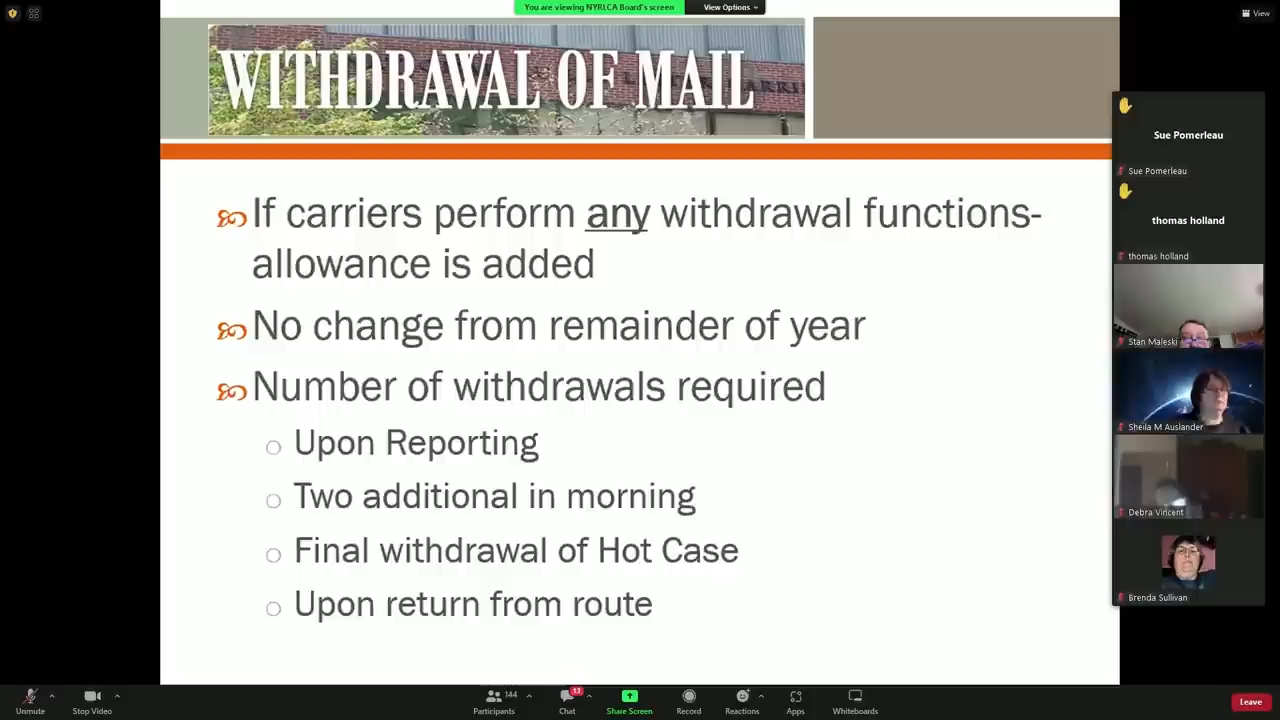 You are viewing NYRLCA Board's screen
View Options
View
WITHDRAWAL OF MAIL
If carriers perform any withdrawal functions-
allowance is added
No change from remainder of year
Number of withdrawals required
Upon Reporting
Two additional in morning
Final withdrawal of Hot Case
Upon return from route
Sue Pomerleau
Sue Pomerleau
thomas holland
thomas holland
Stan Maleski
Sheila M Auslander
Debra Vincent
Brenda Sullivan
Unmute
Stop Video
144
Participants
13
Chat
Share Screen
Record
Reactions
Apps
Whiteboards
Leave